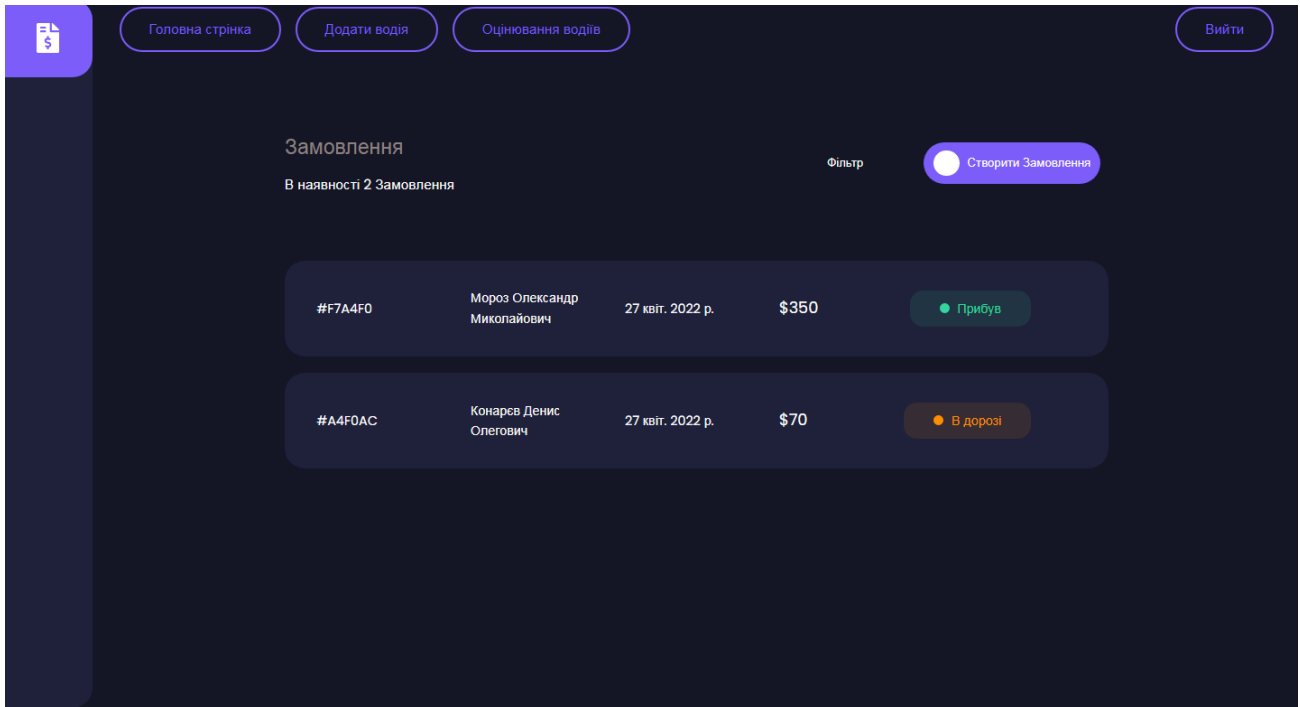 Головна стрінка
Додати водія
Оцінювання водіїв
Вийти
Замовлення
В наявності 2 Замовлення
Фільтр
Створити Замовлення
#F7A4F0
Мороз Олександр
Миколайович
27 квіт. 2022 р.
$350
Прибув
#A4F0AC
Конарєв Денис
Олегович
27 квіт. 2022 р.
$70
В дорозі